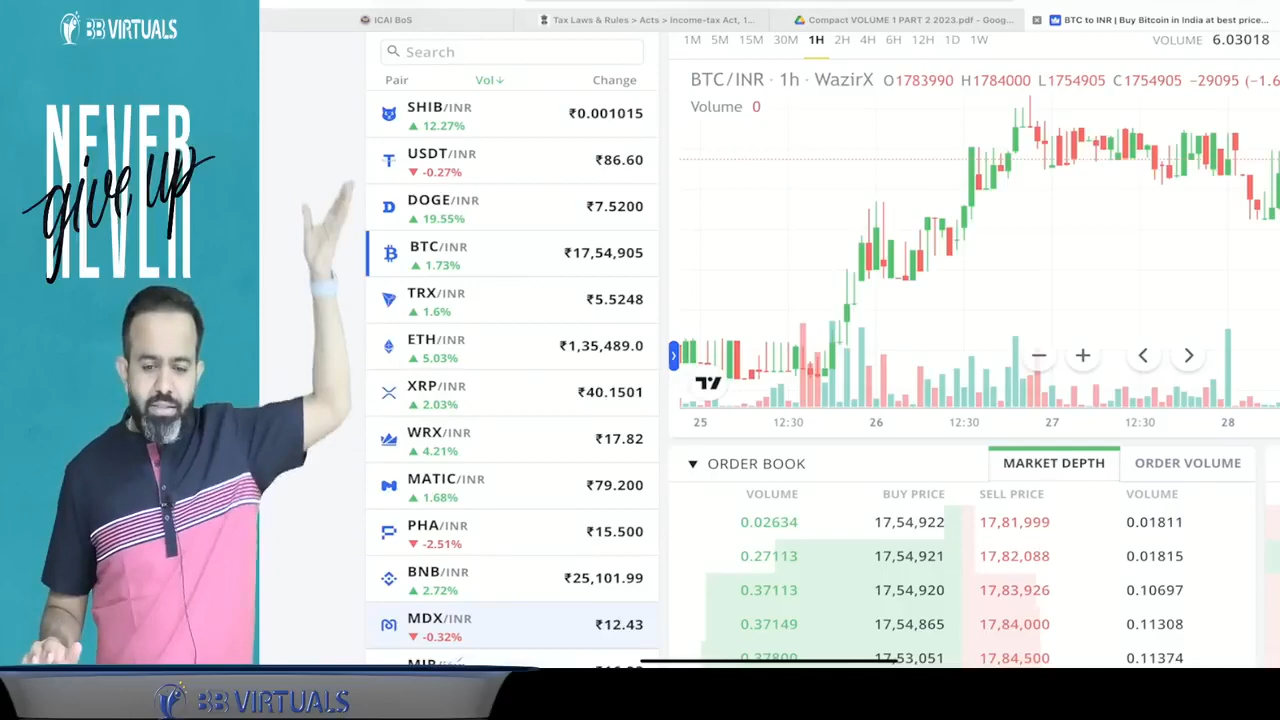 BB VIRTUALS
NEVER
give up
NEVER
ICAI BoS
Tax Laws & Rules > Acts > Income-tax Act, 1...
Compact VOLUME 1 PART 2 2023.pdf - Goog...
BTC to INR | Buy Bitcoin in India at best price...
Search
Pair Vol↓ Change
SHIB/INR ₹0.001015
▲ 12.27%
USDT/INR ₹86.60
▼ -0.27%
DOGE/INR ₹7.5200
▲ 19.55%
BTC/INR ₹17,54,905
▲ 1.73%
TRX/INR ₹5.5248
▲ 1.6%
ETH/INR ₹1,35,489.0
▲ 5.03%
XRP/INR ₹40.1501
▲ 2.03%
WRX/INR ₹17.82
▲ 4.21%
MATIC/INR ₹79.200
▲ 1.68%
PHA/INR ₹15.500
▼ -2.51%
BNB/INR ₹25,101.99
▲ 2.72%
MDX/INR ₹12.43
▼ -0.32%
1M 5M 15M 30M 1H 2H 4H 6H 12H 1D 1W VOLUME 6.03018
BTC/INR · 1h · WazirX O1783990 H1784000 L1754905 C1754905 −29095 (−1.6
Volume 0
25 12:30 26 12:30 27 12:30 28
▼ ORDER BOOK MARKET DEPTH ORDER VOLUME
VOLUME BUY PRICE SELL PRICE VOLUME
0.02634 17,54,922 17,81,999 0.01811
0.27113 17,54,921 17,82,088 0.01815
0.37113 17,54,920 17,83,926 0.10697
0.37149 17,54,865 17,84,000 0.11308
0.37800 17,53,051 17,84,500 0.11374
BB VIRTUALS